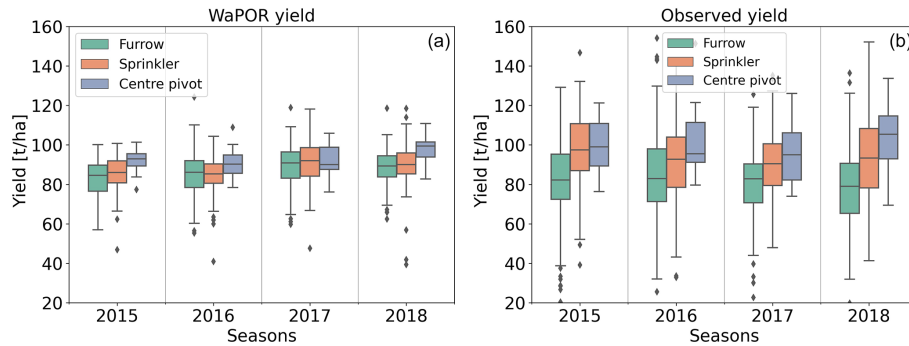 WaPOR yield
(a)
Furrow
Sprinkler
Centre pivot
Yield [t/ha]
160
140
120
100
80
60
40
20
2015 2016 2017 2018
Seasons
Observed yield
(b)
Furrow
Sprinkler
Centre pivot
Yield [t/ha]
160
140
120
100
80
60
40
20
2015 2016 2017 2018
Seasons